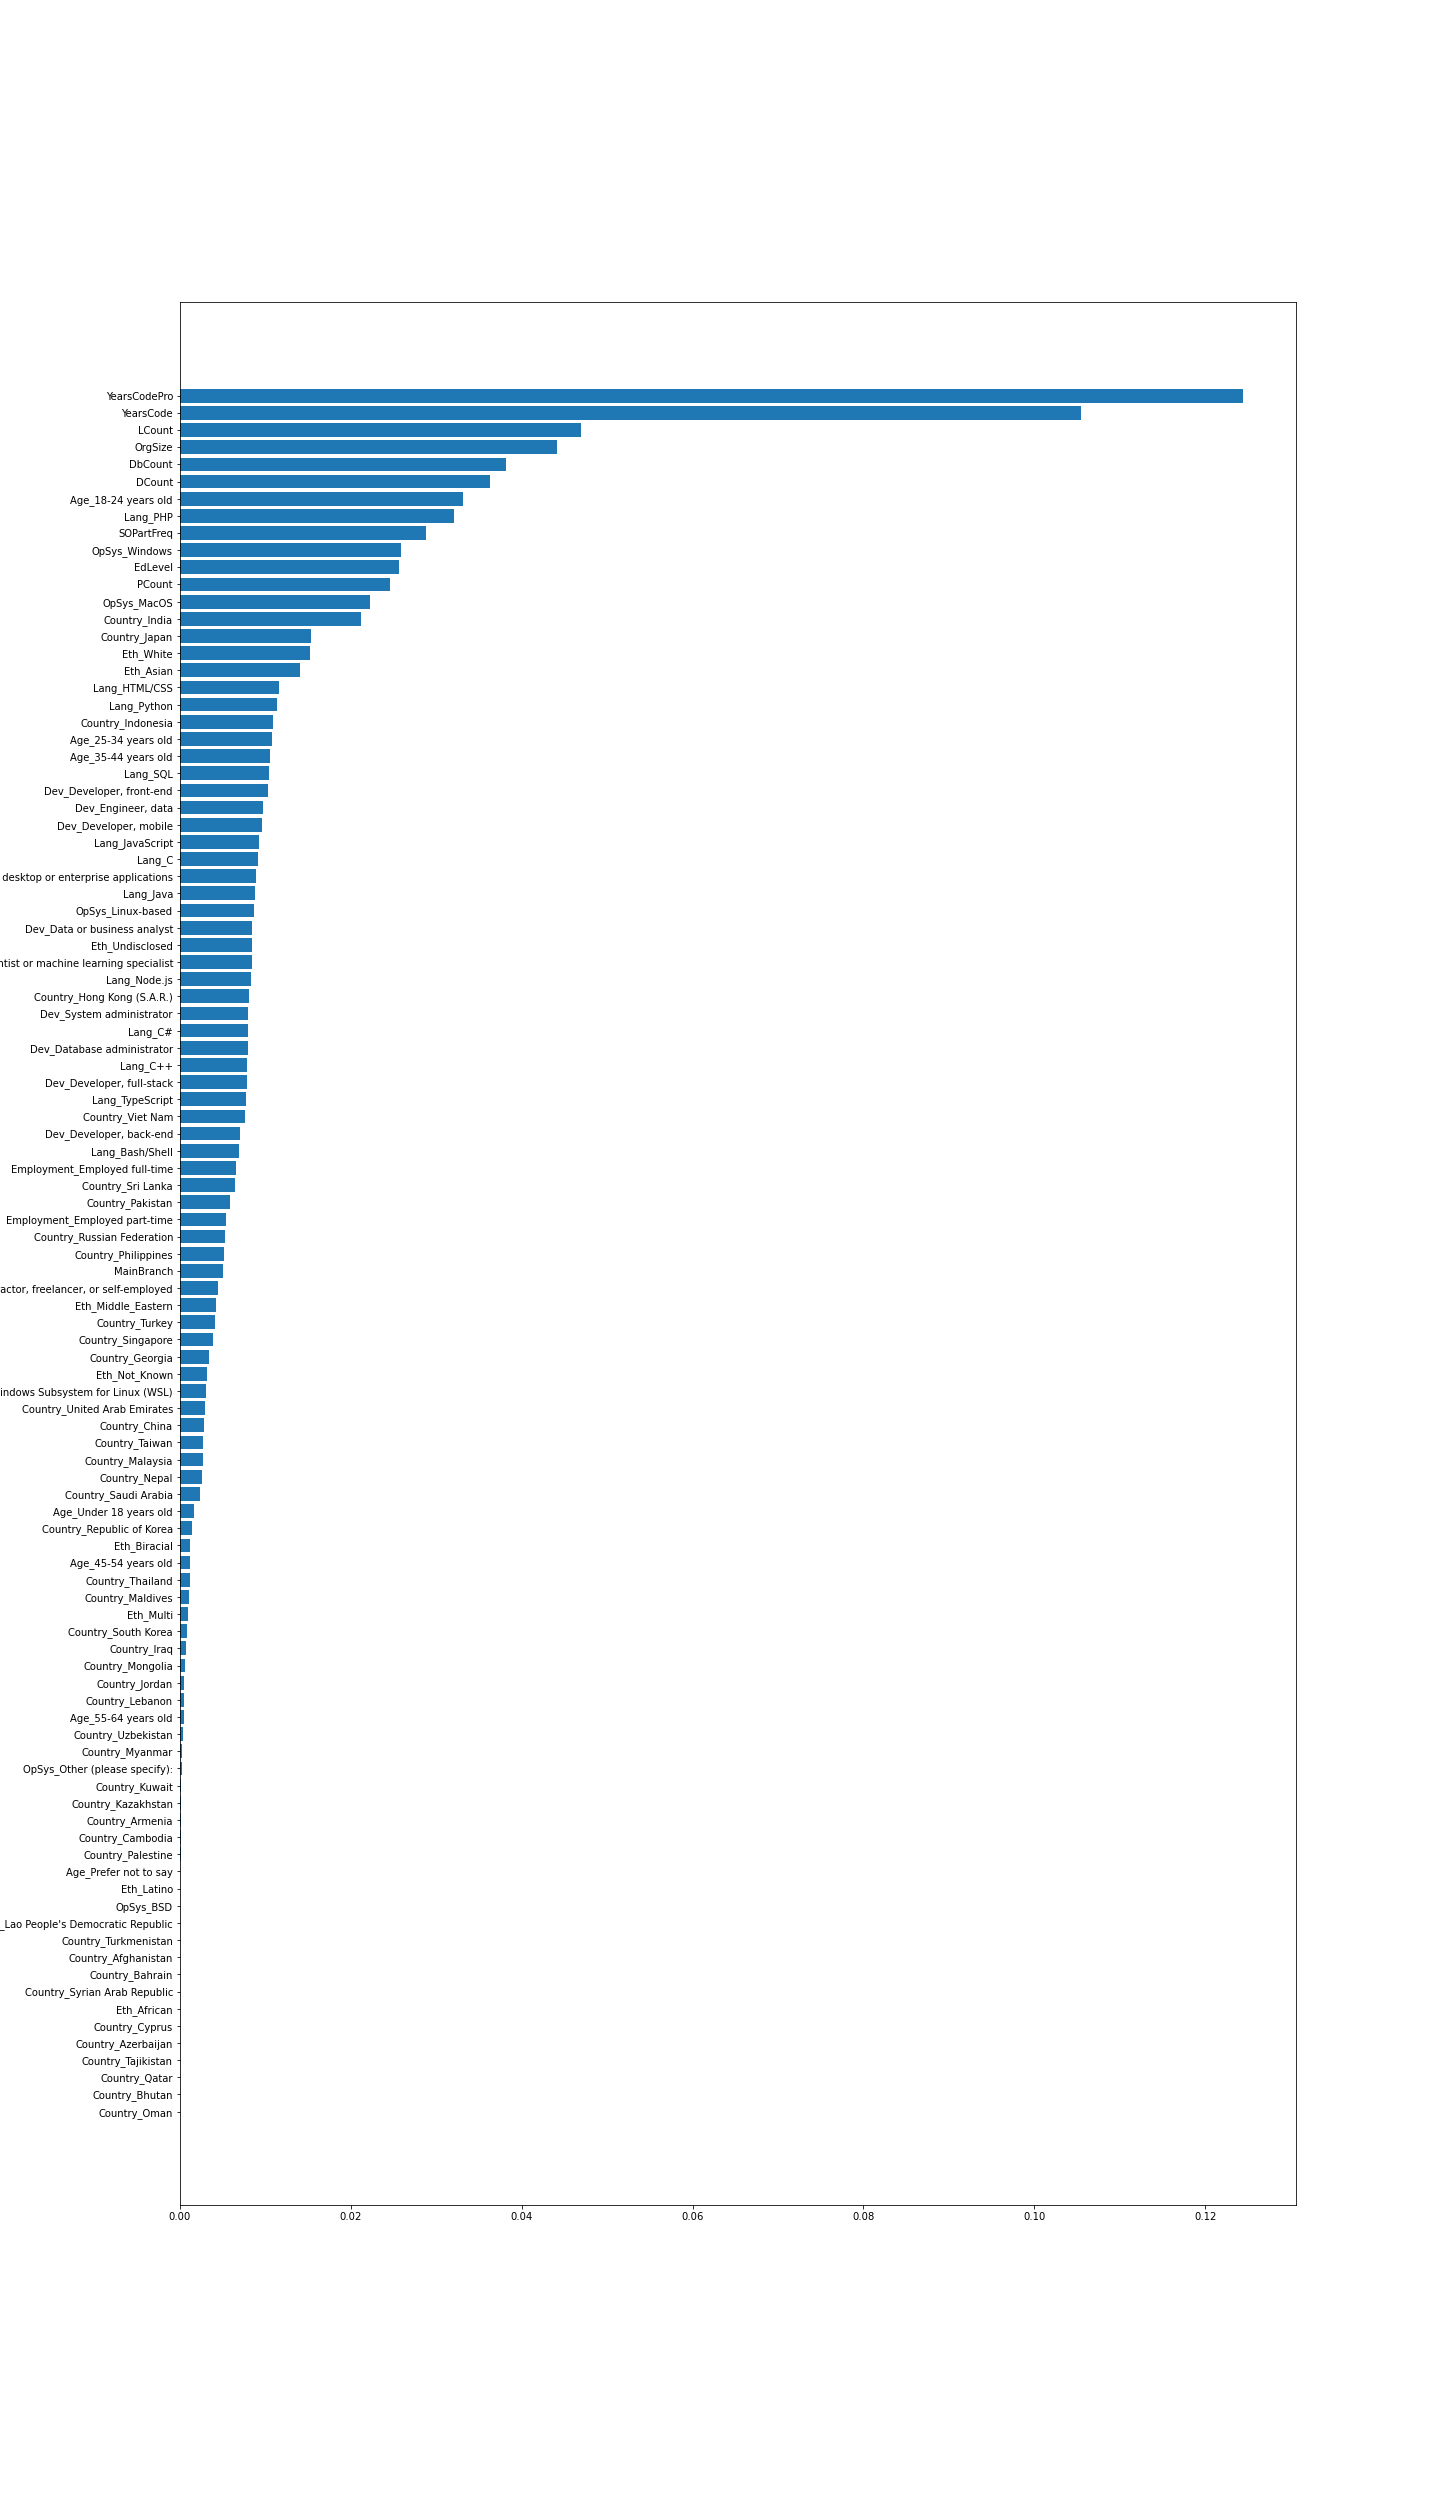 YearsCodePro
YearsCode
LCount
OrgSize
DbCount
DCount
Age_18-24 years old
Lang_PHP
SOPartFreq
OpSys_Windows
EdLevel
PCount
OpSys_MacOS
Country_India
Country_Japan
Eth_White
Eth_Asian
Lang_HTML/CSS
Lang_Python
Country_Indonesia
Age_25-34 years old
Age_35-44 years old
Lang_SQL
Dev_Developer, front-end
Dev_Engineer, data
Dev_Developer, mobile
Lang_JavaScript
Lang_C
desktop or enterprise applications
Lang_Java
OpSys_Linux-based
Dev_Data or business analyst
Eth_Undisclosed
ntist or machine learning specialist
Lang_Node.js
Country_Hong Kong (S.A.R.)
Dev_System administrator
Lang_C#
Dev_Database administrator
Lang_C++
Dev_Developer, full-stack
Lang_TypeScript
Country_Viet Nam
Dev_Developer, back-end
Lang_Bash/Shell
Employment_Employed full-time
Country_Sri Lanka
Country_Pakistan
Employment_Employed part-time
Country_Russian Federation
Country_Philippines
MainBranch
actor, freelancer, or self-employed
Eth_Middle_Eastern
Country_Turkey
Country_Singapore
Country_Georgia
Eth_Not_Known
indows Subsystem for Linux (WSL)
Country_United Arab Emirates
Country_China
Country_Taiwan
Country_Malaysia
Country_Nepal
Country_Saudi Arabia
Age_Under 18 years old
Country_Republic of Korea
Eth_Biracial
Age_45-54 years old
Country_Thailand
Country_Maldives
Eth_Multi
Country_South Korea
Country_Iraq
Country_Mongolia
Country_Jordan
Country_Lebanon
Age_55-64 years old
Country_Uzbekistan
Country_Myanmar
OpSys_Other (please specify):
Country_Kuwait
Country_Kazakhstan
Country_Armenia
Country_Cambodia
Country_Palestine
Age_Prefer not to say
Eth_Latino
OpSys_BSD
_Lao People's Democratic Republic
Country_Turkmenistan
Country_Afghanistan
Country_Bahrain
Country_Syrian Arab Republic
Eth_African
Country_Cyprus
Country_Azerbaijan
Country_Tajikistan
Country_Qatar
Country_Bhutan
Country_Oman
0.00 0.02 0.04 0.06 0.08 0.10 0.12